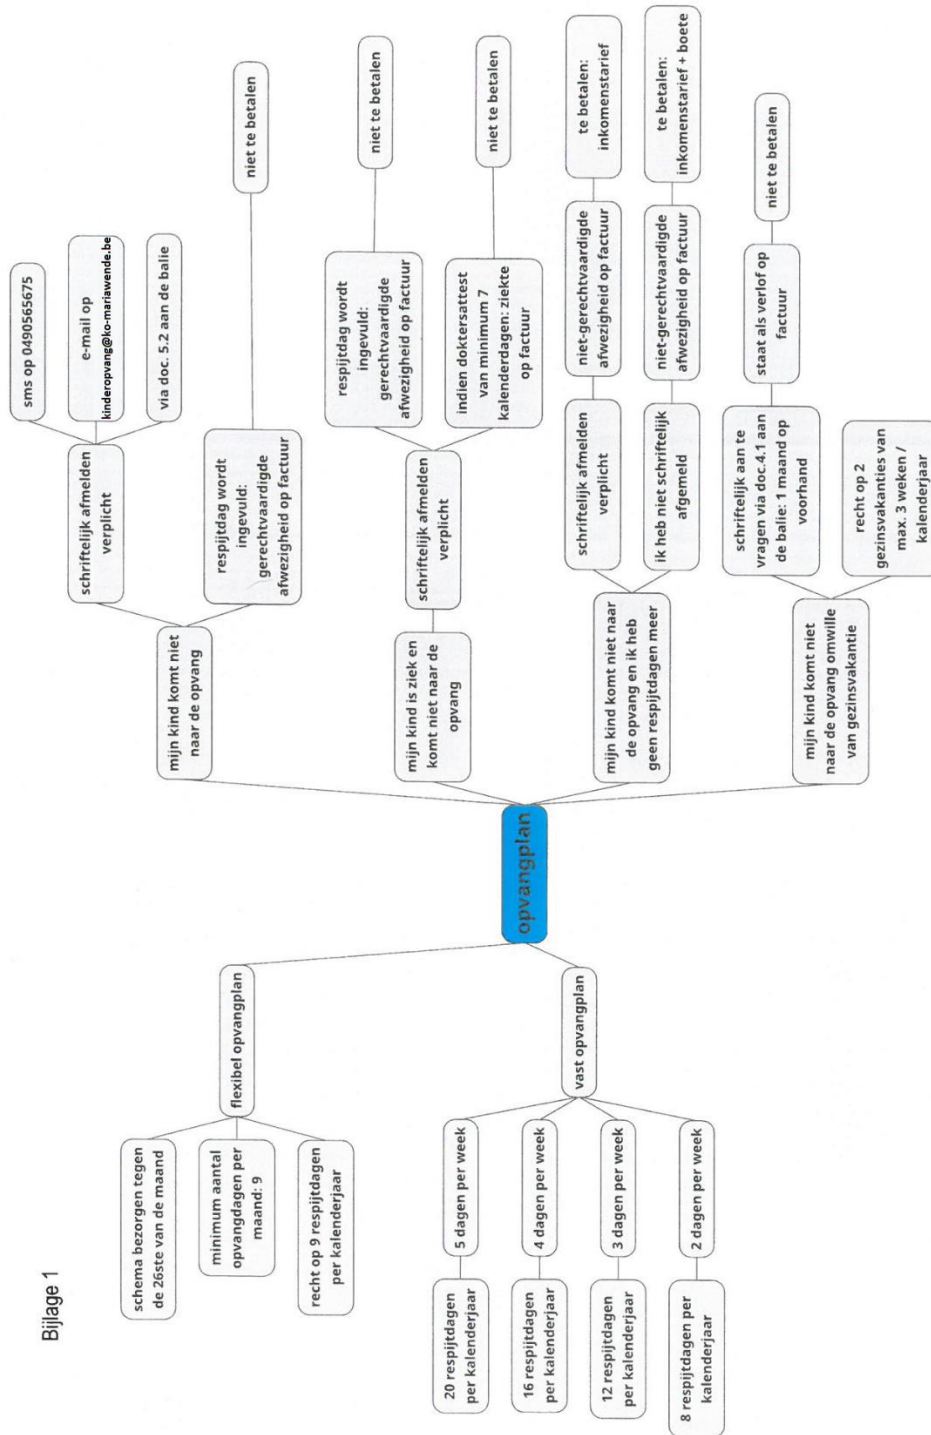 Bijlage 1
schema bezorgen tegen
de 26ste van de maand
minimum aantal
opvangdagen per
maand: 9
recht op 9 respijtdagen
per kalenderjaar
flexibel opvangplan
20 respijtdagen
per kalenderjaar
5 dagen per week
16 respijtdagen
per kalenderjaar
4 dagen per week
12 respijtdagen
per kalenderjaar
3 dagen per week
8 respijtdagen per
kalenderjaar
2 dagen per week
vast opvangplan
opvangplan
mijn kind komt niet
naar de opvang
schriftelijk afmelden
verplicht
sms op 0490565675
e-mail op
kinderopvang@ko-mariawende.be
via doc. 5.2 aan de balie
respijtdag wordt
ingevuld:
gerechtvaardigde
afwezigheid op factuur
niet te betalen
mijn kind is ziek en
komt niet naar de
opvang
schriftelijk afmelden
verplicht
respijtdag wordt
ingevuld:
gerechtvaardigde
afwezigheid op factuur
niet te betalen
indien doktersattest
van minimum 7
kalenderdagen: ziekte
op factuur
niet te betalen
mijn kind komt niet naar
de opvang en ik heb
geen respijtdagen meer
schriftelijk afmelden
verplicht
niet-gerechtvaardigde
afwezigheid op factuur
te betalen:
inkomenstarief
ik heb niet schriftelijk
afgemeld
niet-gerechtvaardigde
afwezigheid op factuur
te betalen:
inkomenstarief + boete
mijn kind komt niet
naar de opvang omwille
van gezinsvakantie
schriftelijk aan te
vragen via doc.4.1 aan
de balie: 1 maand op
voorhand
staat als verlof op
factuur
niet te betalen
recht op 2
gezinsvakanties van
max. 3 weken /
kalenderjaar